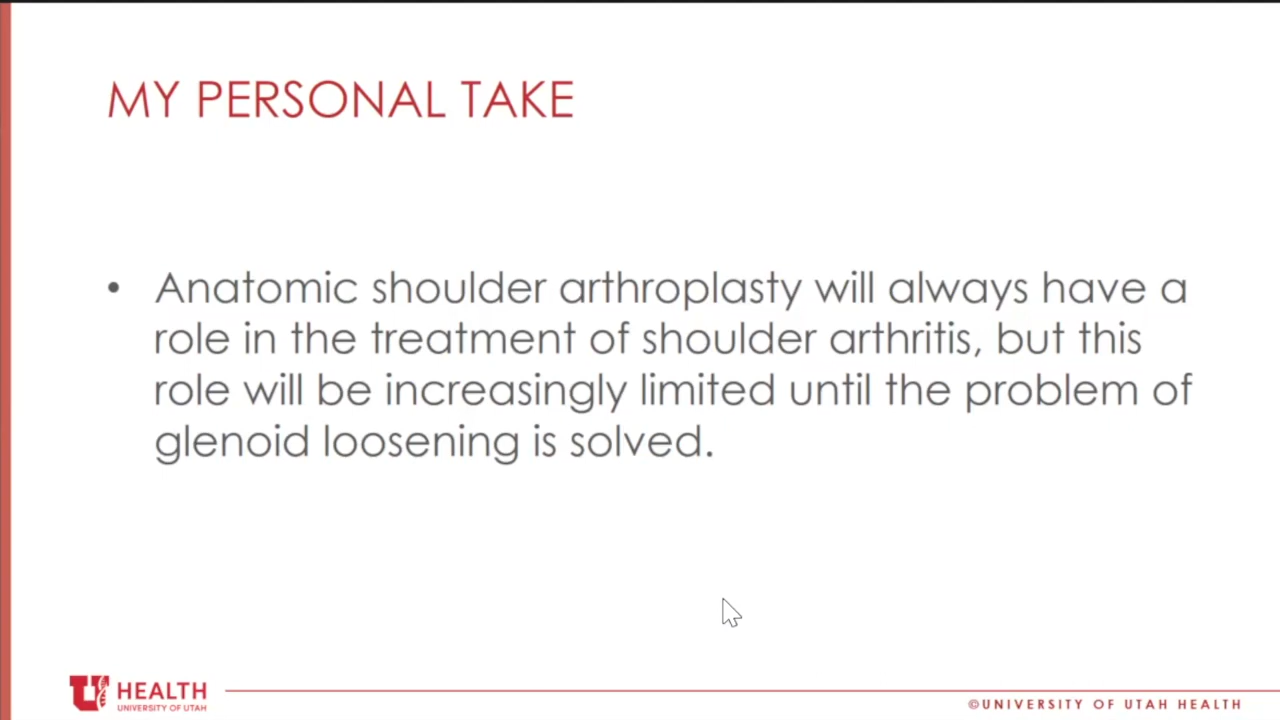 MY PERSONAL TAKE
• Anatomic shoulder arthroplasty will always have a
role in the treatment of shoulder arthritis, but this
role will be increasingly limited until the problem of
glenoid loosening is solved.
U HEALTH
UNIVERSITY OF UTAH
©UNIVERSITY OF UTAH HEALTH